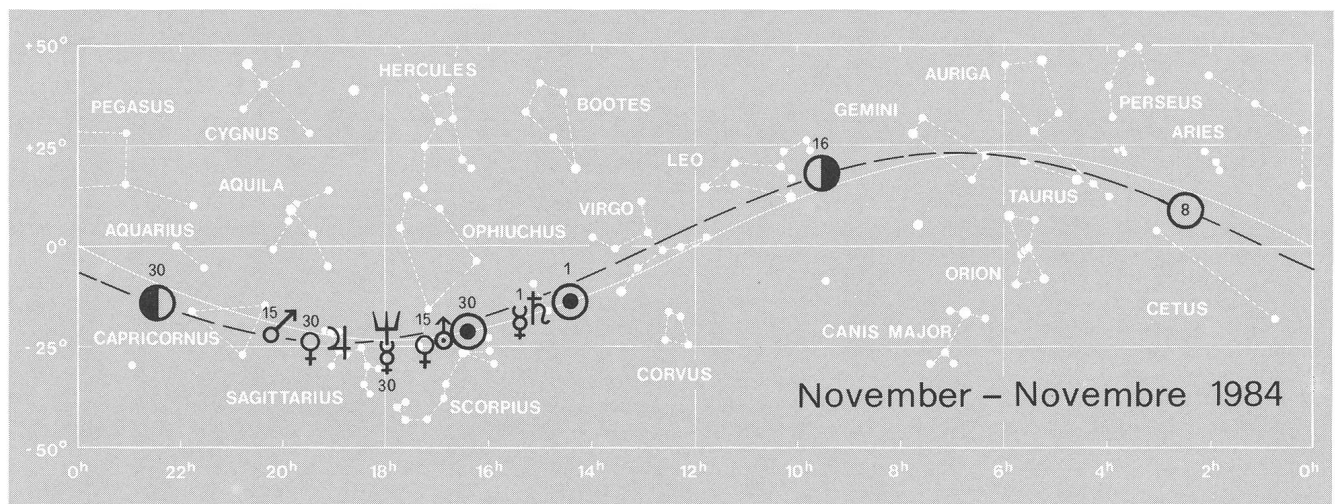 +50°
HERCULES
AURIGA
PEGASUS
CYGNUS
BOOTES
GEMINI
PERSEUS
ARIES
+25°
16
LEO
AQUILA
TAURUS
VIRGO
8
AQUARIUS
OPHIUCHUS
0°
30
1
ORION
15
30
15
30
1
CETUS
CAPRICORNUS
CANIS MAJOR
-25°
30
CORVUS
SAGITTARIUS
SCORPIUS
November – Novembre 1984
-50°
0h 22h 20h 18h 16h 14h 12h 10h 8h 6h 4h 2h 0h